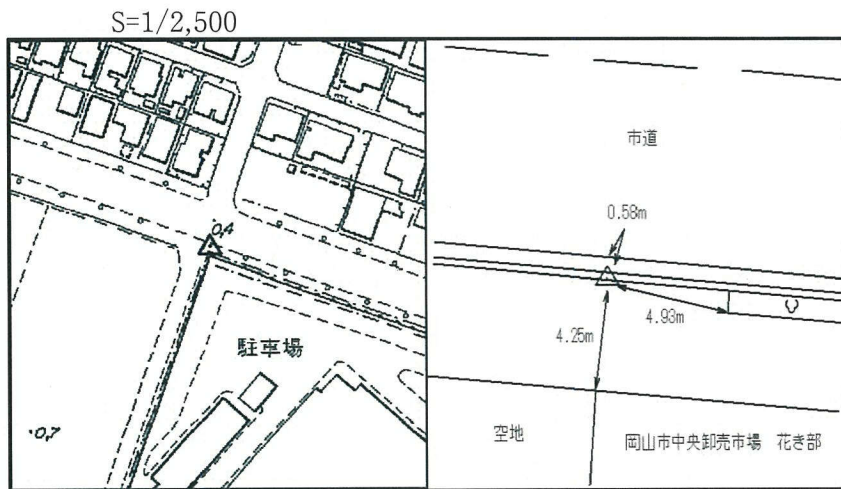 S=1/2,500
0.4
駐車場
0.7
市道
0.58m
4.93m
4.25m
空地
岡山市中央卸売市場 花き部